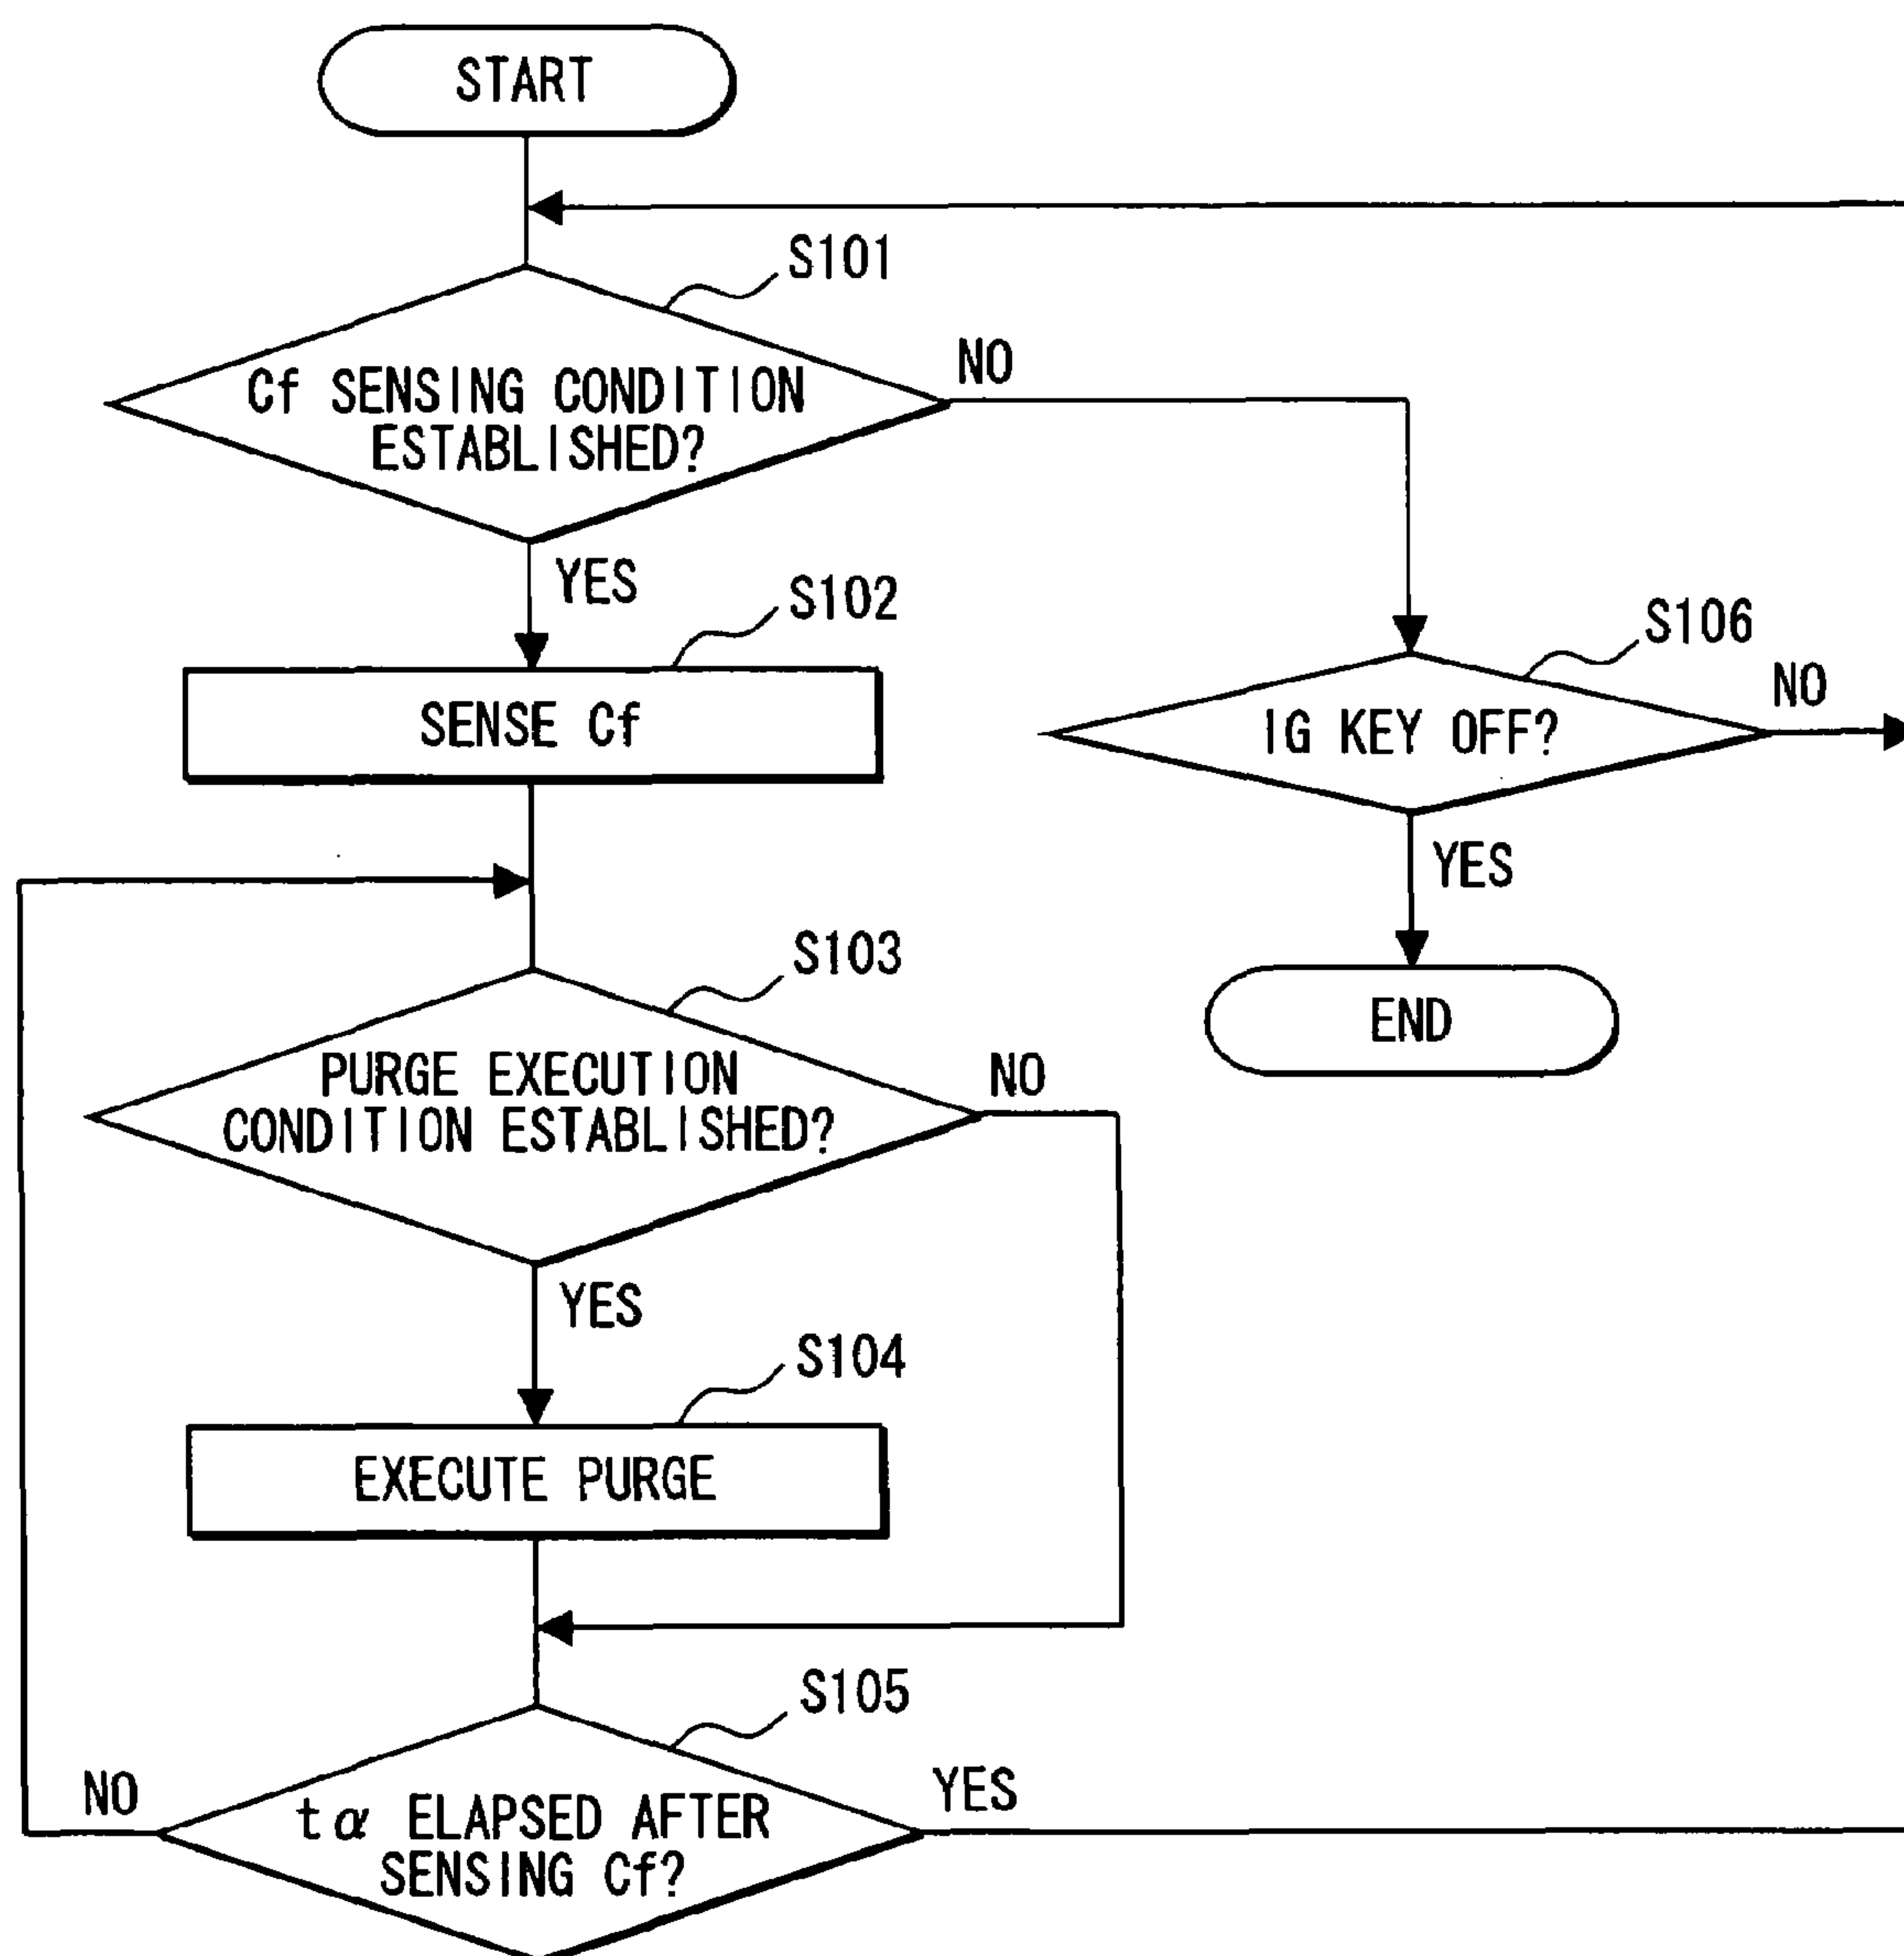 START
S101
Cf SENSING CONDITION
ESTABLISHED?
NO
YES
S102
SENSE Cf
S106
IG KEY OFF?
NO
YES
END
S103
PURGE EXECUTION
CONDITION ESTABLISHED?
NO
YES
S104
EXECUTE PURGE
S105
tα ELAPSED AFTER
SENSING Cf?
NO
YES